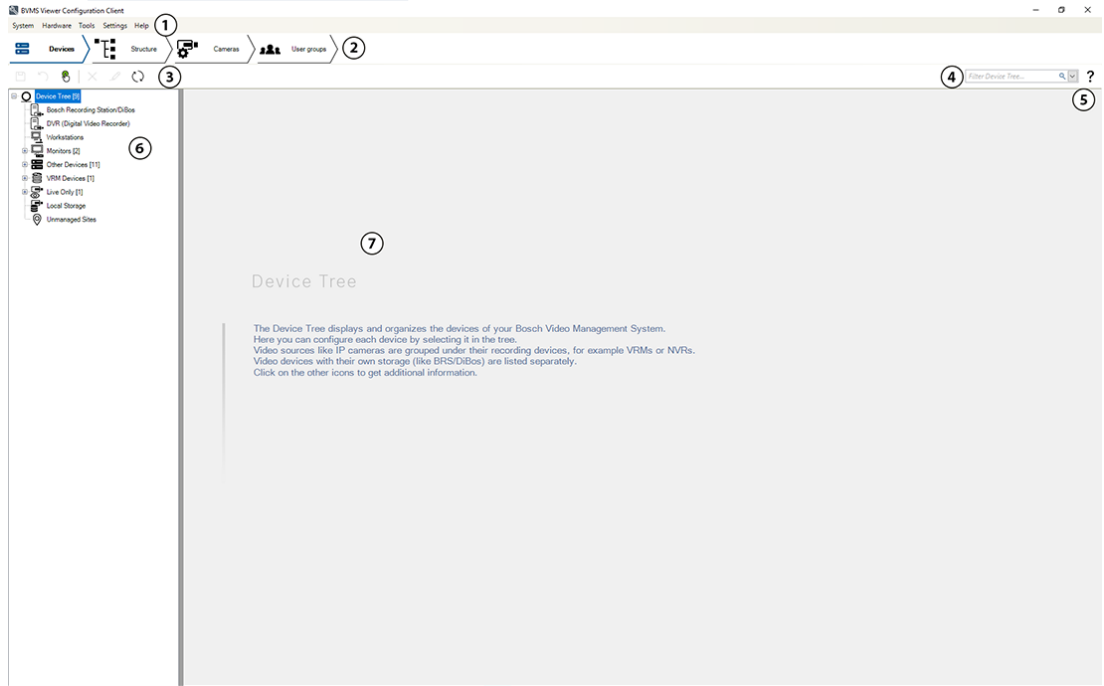 BVMS Viewer Configuration Client
System Hardware Tools Settings Help 1
Devices Structure Cameras User groups 2
3 4 Filter Device Tree... ?
5
Device Tree [9]
Bosch Recording Station/DiBos
DVR (Digital Video Recorder)
Workstations
6
Monitors [2]
Other Devices [11]
VRM Devices [1]
Live Only [1]
Local Storage
Unmanaged Sites
7
Device Tree
The Device Tree displays and organizes the devices of your Bosch Video Management System.
Here you can configure each device by selecting it in the tree.
Video sources like IP cameras are grouped under their recording devices, for example VRMs or NVRs.
Video devices with their own storage (like BRS/DiBos) are listed separately.
Click on the other icons to get additional information.